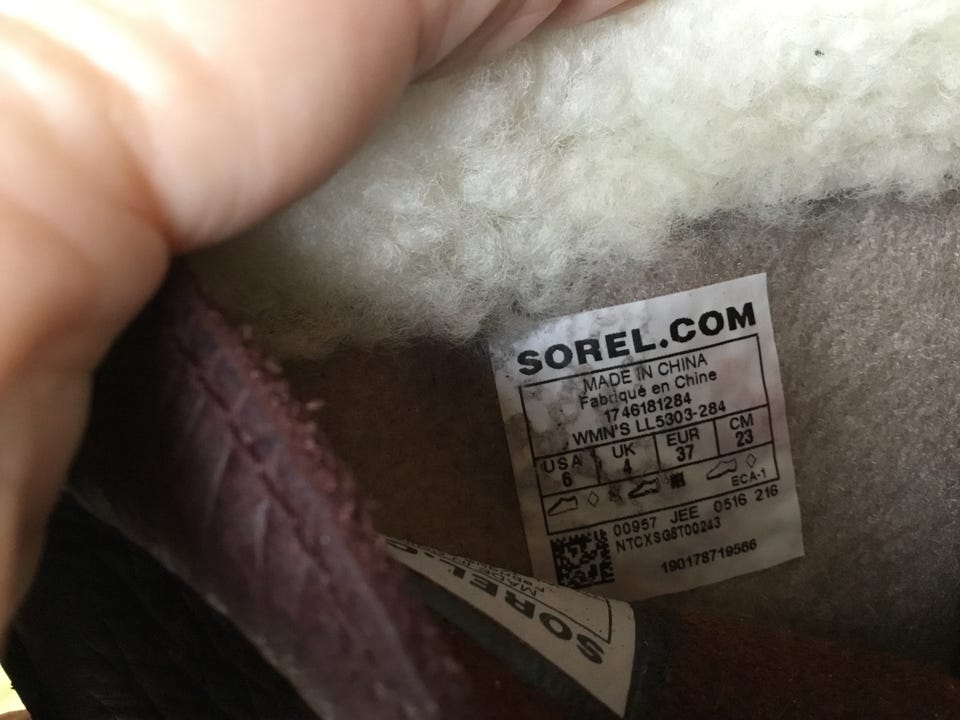 SOREL.COM
MADE IN CHINA
Fabriqué en Chine
1746181284
WMN'S LL5303-284
USA UK EUR CM
6 4 37 23
ECA-1
00957 JEE 0516 216
NTCXSG8T00243
190178719566
SOREL.C
MADE